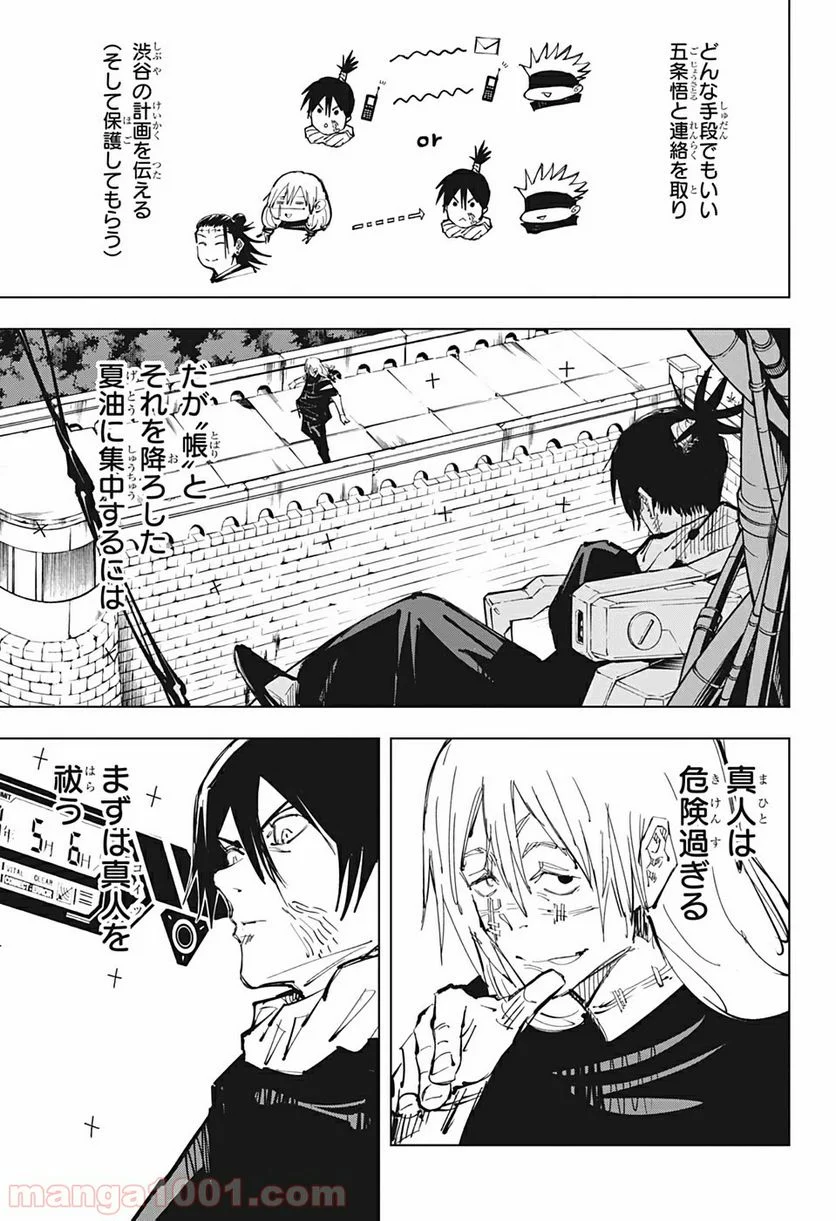 どんな手段でもいい
五条悟と連絡を取り
or
渋谷の計画を伝える
(そして保護してもらう)
だが〝帳〟と
それを降ろした
夏油に集中するには
真人は
危険過ぎる
まずは真人を
祓う
5H 6
VITAL CLEAR
manga1001.com